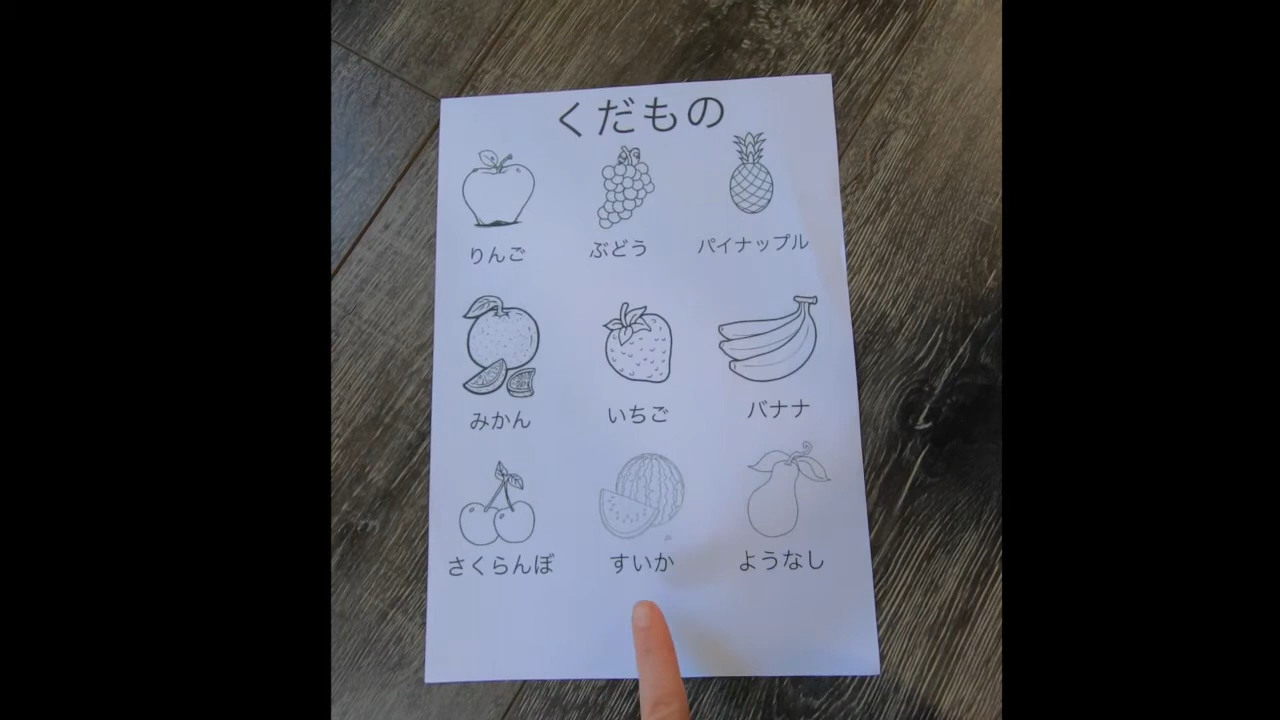 くだもの
りんご ぶどう パイナップル
みかん いちご バナナ
さくらんぼ すいか ようなし